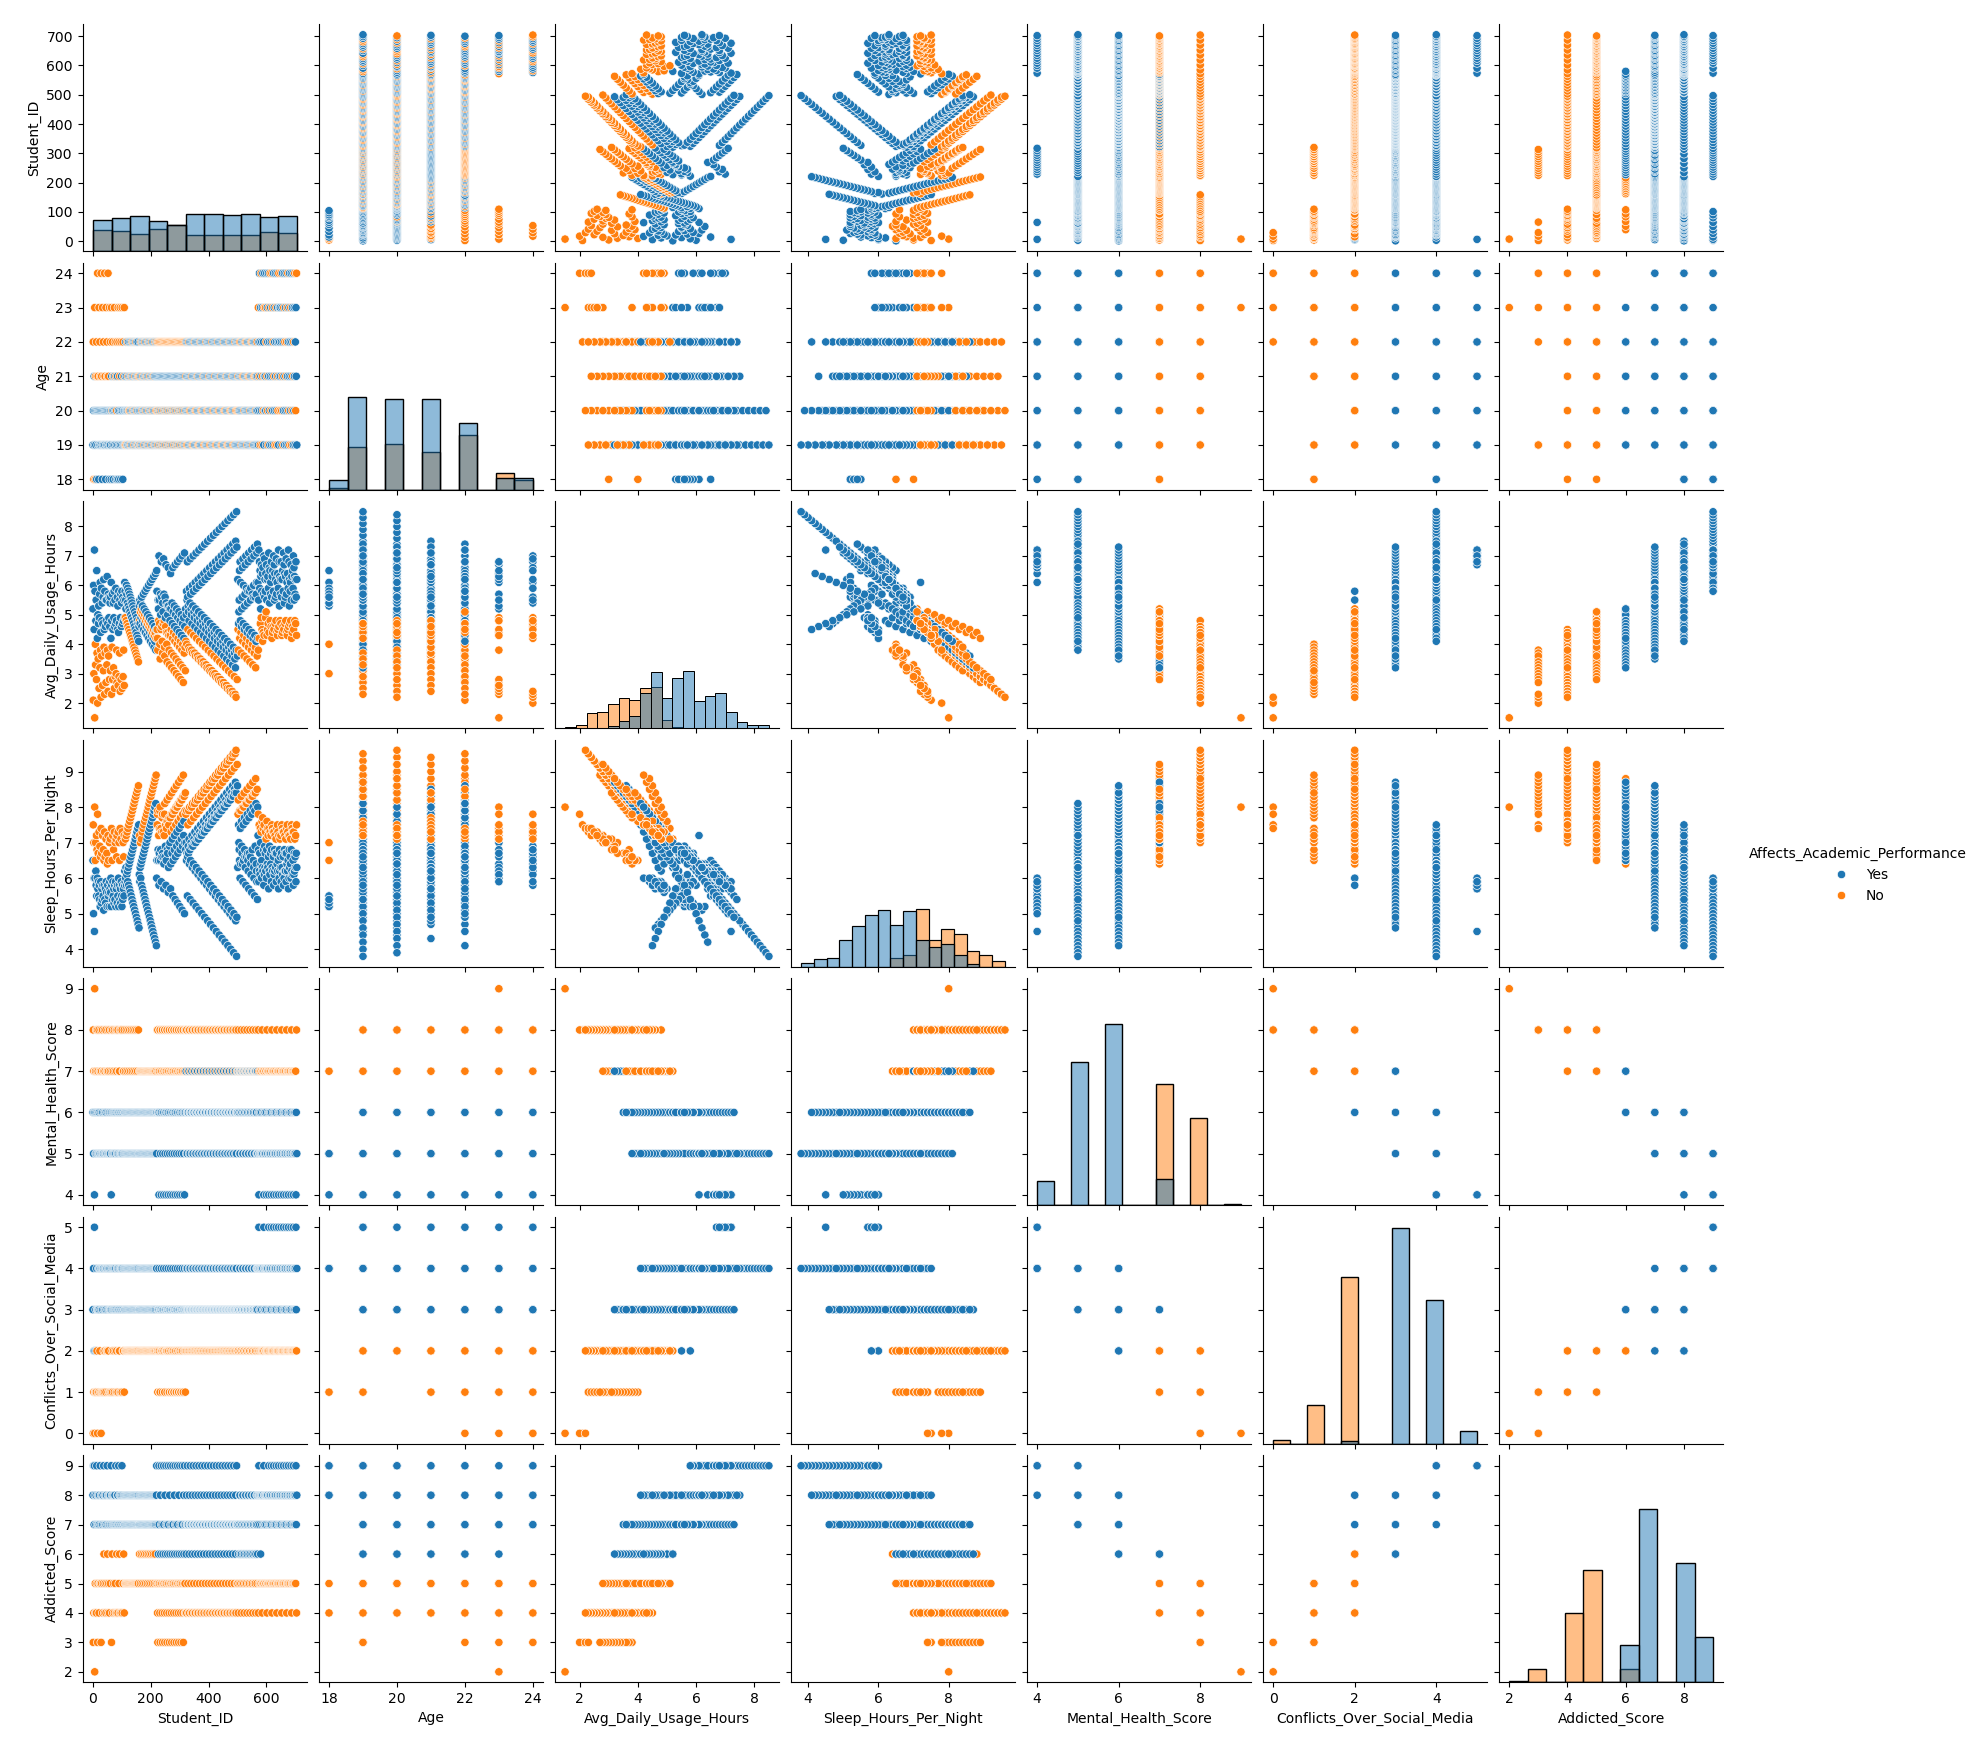 700
600
500
400
300
200
100
0
Student_ID
24
23
22
21
20
19
18
Age
8
7
6
5
4
3
2
Avg_Daily_Usage_Hours
9
8
7
6
5
4
Sleep_Hours_Per_Night
9
8
7
6
5
4
Mental_Health_Score
5
4
3
2
1
0
Conflicts_Over_Social_Media
9
8
7
6
5
4
3
2
Addicted_Score
0 200 400 600
18 20 22 24
2 4 6 8
4 6 8
4 6 8
0 2 4
2 4 6 8
Student_ID
Age
Avg_Daily_Usage_Hours
Sleep_Hours_Per_Night
Mental_Health_Score
Conflicts_Over_Social_Media
Addicted_Score
Affects_Academic_Performance
Yes
No